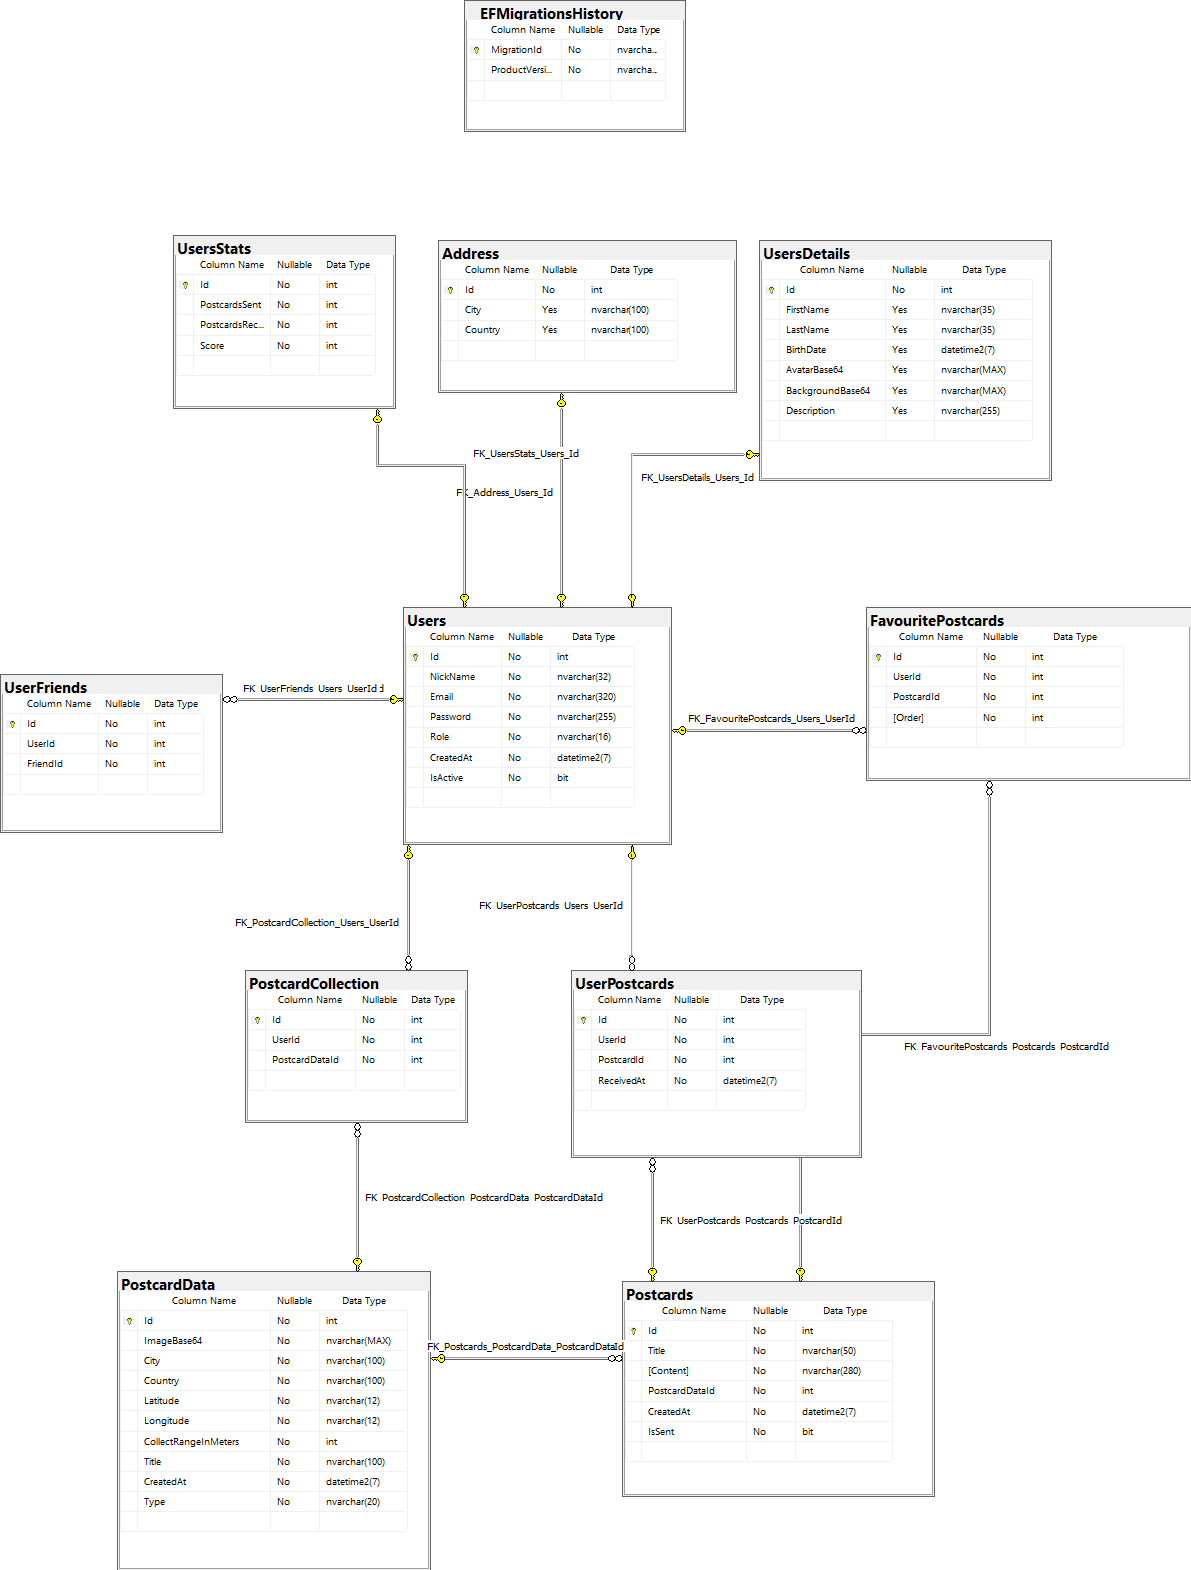 EFMigrationsHistory
Column Name Nullable Data Type
MigrationId No nvarcha...
ProductVersi... No nvarcha...
UsersStats
Column Name Nullable Data Type
Id No int
PostcardsSent No int
PostcardsRec... No int
Score No int
Address
Column Name Nullable Data Type
Id No int
City Yes nvarchar(100)
Country Yes nvarchar(100)
UsersDetails
Column Name Nullable Data Type
Id No int
FirstName Yes nvarchar(35)
LastName Yes nvarchar(35)
BirthDate Yes datetime2(7)
AvatarBase64 Yes nvarchar(MAX)
BackgroundBase64 Yes nvarchar(MAX)
Description Yes nvarchar(255)
FK_UsersStats_Users_Id
FK_UsersDetails_Users_Id
FK_Address_Users_Id
Users
Column Name Nullable Data Type
Id No int
NickName No nvarchar(32)
Email No nvarchar(320)
Password No nvarchar(255)
Role No nvarchar(16)
CreatedAt No datetime2(7)
IsActive No bit
FavouritePostcards
Column Name Nullable Data Type
Id No int
UserId No int
PostcardId No int
[Order] No int
UserFriends
Column Name Nullable Data Type
Id No int
UserId No int
FriendId No int
FK_UserFriends_Users_UserId
FK_FavouritePostcards_Users_UserId
FK_UserPostcards_Users_UserId
FK_PostcardCollection_Users_UserId
PostcardCollection
Column Name Nullable Data Type
Id No int
UserId No int
PostcardDataId No int
UserPostcards
Column Name Nullable Data Type
Id No int
UserId No int
PostcardId No int
ReceivedAt No datetime2(7)
FK_FavouritePostcards_Postcards_PostcardId
FK_PostcardCollection_PostcardData_PostcardDataId
FK_UserPostcards_Postcards_PostcardId
PostcardData
Column Name Nullable Data Type
Id No int
ImageBase64 No nvarchar(MAX)
City No nvarchar(100)
Country No nvarchar(100)
Latitude No nvarchar(12)
Longitude No nvarchar(12)
CollectRangeInMeters No int
Title No nvarchar(100)
CreatedAt No datetime2(7)
Type No nvarchar(20)
FK_Postcards_PostcardData_PostcardDataId
Postcards
Column Name Nullable Data Type
Id No int
Title No nvarchar(50)
[Content] No nvarchar(280)
PostcardDataId No int
CreatedAt No datetime2(7)
IsSent No bit